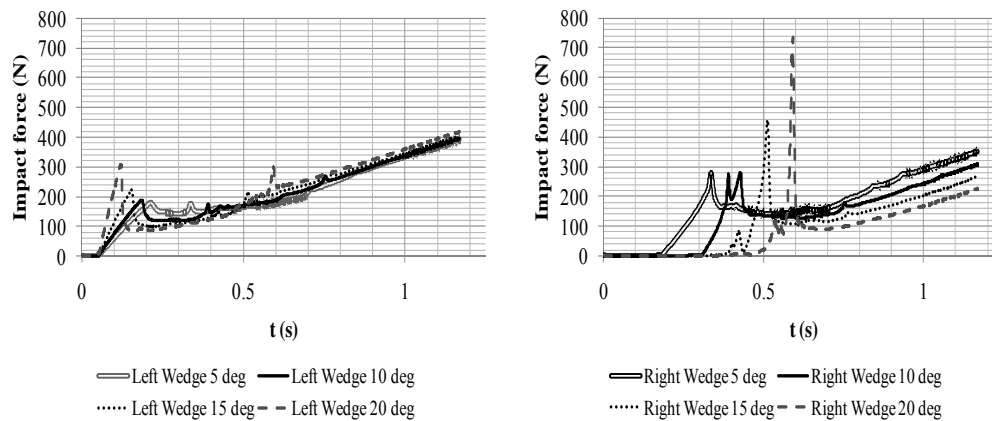 800
700
600
500
400
300
200
100
0
Impact force (N)
0 0.5 1
t (s)
Left Wedge 5 deg Left Wedge 10 deg
Left Wedge 15 deg Left Wedge 20 deg
800
700
600
500
400
300
200
100
0
Impact force (N)
0 0.5 1
t (s)
Right Wedge 5 deg Right Wedge 10 deg
Right Wedge 15 deg Right Wedge 20 deg